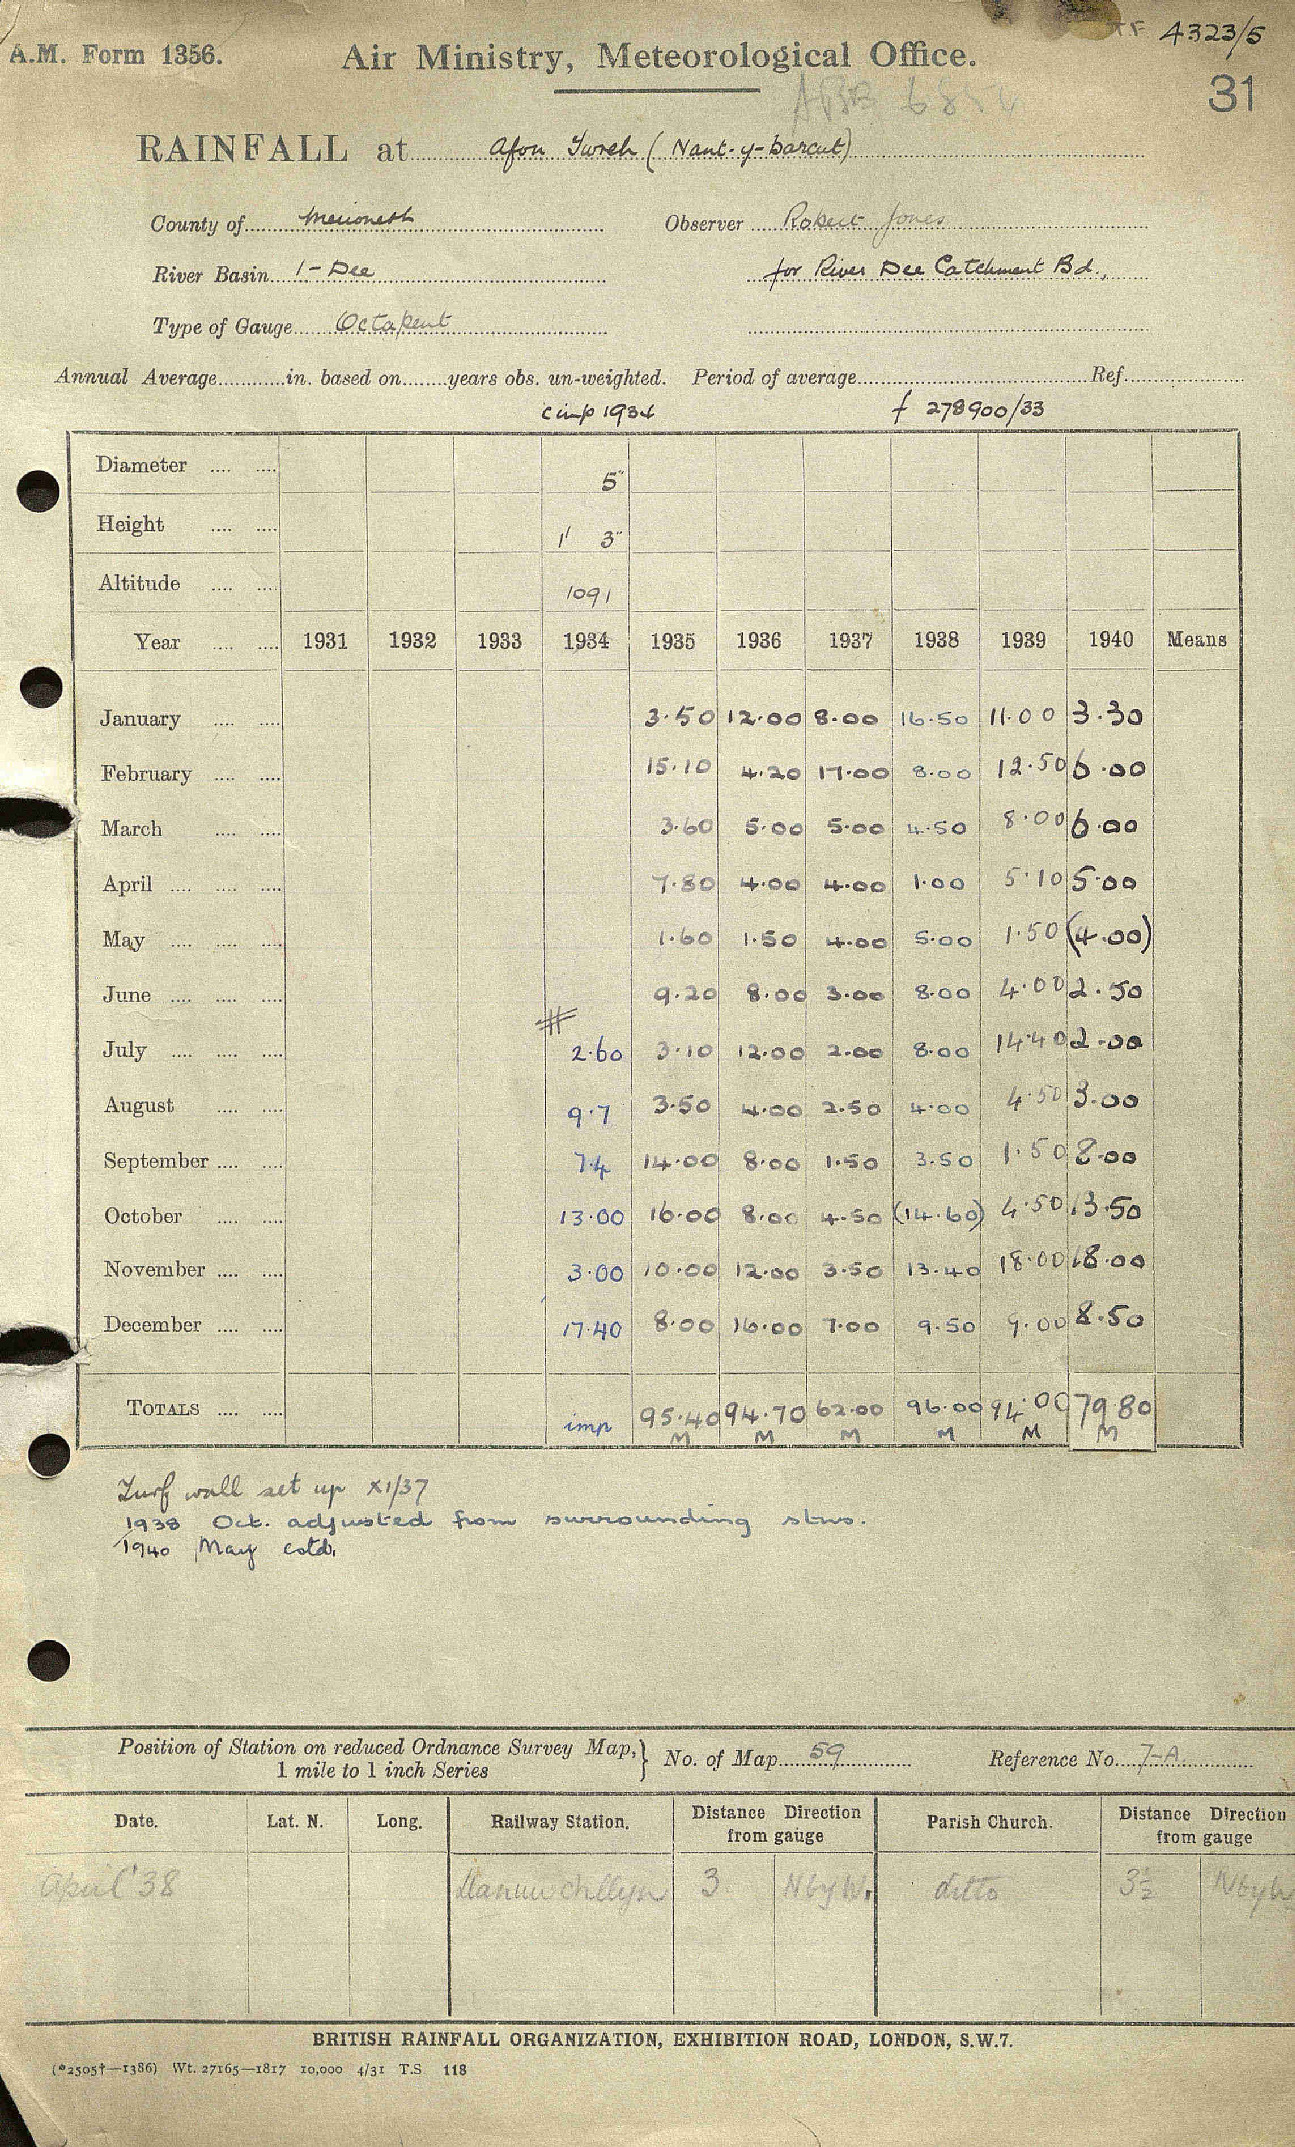 A.M. Form 1356.
Air Ministry, Meteorological Office.
4323/5
31
RAINFALL at Afon Twrch (Nant-y-barcut)
County of Merioneth Observer Robert Jones
River Basin 1-Dee for River Dee Catchment Bd.,
Type of Gauge Octapent
Annual Average in. based on years obs. un-weighted. Period of average Ref.
1934 f 278900/33
Diameter 5"
Height 1' 3"
Altitude 1091
Year 1931 1932 1933 1934 1935 1936 1937 1938 1939 1940 Means
January 3.50 12.00 8.00 16.50 11.00 3.30
February 15.10 4.20 17.00 8.00 12.50 6.00
March 3.60 5.00 5.00 4.50 8.00 6.00
April 7.80 4.00 4.00 1.00 5.10 5.00
May 1.60 1.50 4.00 5.00 1.50 (4.00)
June 9.20 8.00 3.00 8.00 4.00 2.50
July 2.60 3.10 12.00 2.00 8.00 14.40 2.00
August 9.7 3.50 4.00 2.50 4.00 4.50 3.00
September 7.4 14.00 8.00 1.50 3.50 1.50 8.00
October 13.00 16.00 8.00 4.50 (14.60) 4.50 13.50
November 3.00 10.00 12.00 3.50 13.40 18.00 18.00
December 17.40 8.00 16.00 7.00 9.50 9.00 8.50
TOTALS imp 95.40 94.70 62.00 96.00 94.00 79.80
M M M M M M
Turf wall set up X1/37
1938 Oct. adjusted from surrounding stns.
1940 May estd.
Position of Station on reduced Ordnance Survey Map, 1 mile to 1 inch Series } No. of Map 59 Reference No. 7-A
Date. Lat. N. Long. Railway Station. Distance Direction from gauge Parish Church. Distance Direction from gauge
April '38 Llanuwchllyn 3 N by W. ditto 3½ N by W
BRITISH RAINFALL ORGANIZATION, EXHIBITION ROAD, LONDON, S.W.7.
(*2505†—1386) Wt. 27165—1817 10,000 4/31 T.S 118